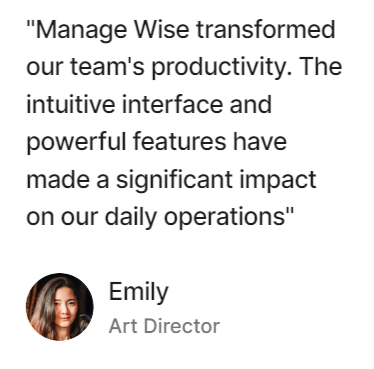 "Manage Wise transformed
our team's productivity. The
intuitive interface and
powerful features have
made a significant impact
on our daily operations"
Emily
Art Director